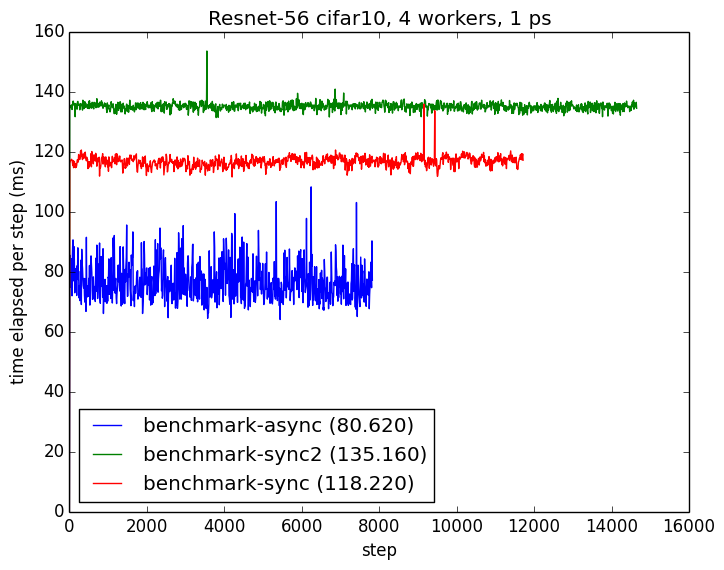 Resnet-56 cifar10, 4 workers, 1 ps
160
140
120
100
80
60
40
20
0
time elapsed per step (ms)
benchmark-async (80.620)
benchmark-sync2 (135.160)
benchmark-sync (118.220)
0 2000 4000 6000 8000 10000 12000 14000 16000
step